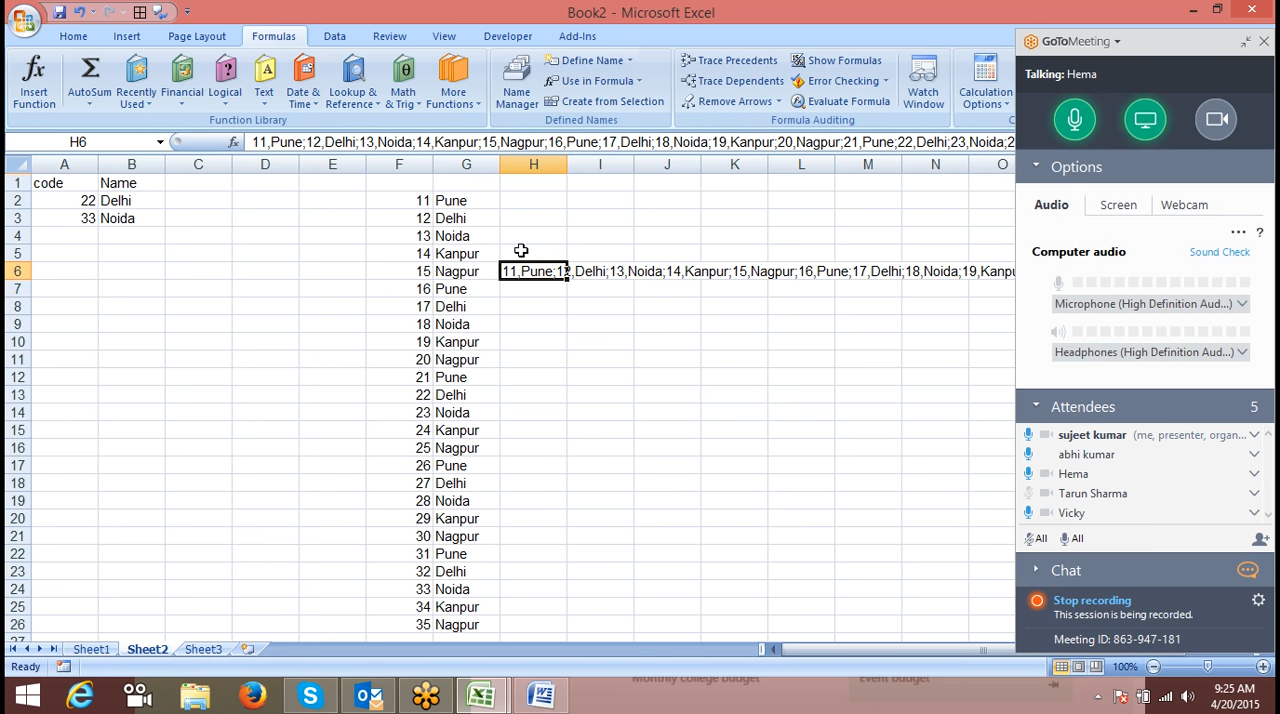 Book2 - Microsoft Excel
Home Insert Page Layout Formulas Data Review View Developer Add-Ins
fx Insert Function
Σ AutoSum
Recently Used
Financial
Logical
Text
Date & Time
Lookup & Reference
Math & Trig
More Functions
Function Library
Name Manager
Define Name
Use in Formula
Create from Selection
Defined Names
Trace Precedents
Trace Dependents
Remove Arrows
Show Formulas
Error Checking
Evaluate Formula
Formula Auditing
Watch Window
Calculation Options
H6 fx 11,Pune;12,Delhi;13,Noida;14,Kanpur;15,Nagpur;16,Pune;17,Delhi;18,Noida;19,Kanpur;20,Nagpur;21,Pune;22,Delhi;23,Noida;2
A B C D E F G H I J K L M N O
1 code Name
2 22 Delhi 11 Pune
3 33 Noida 12 Delhi
4 13 Noida
5 14 Kanpur
6 15 Nagpur 11,Pune;12,Delhi;13,Noida;14,Kanpur;15,Nagpur;16,Pune;17,Delhi;18,Noida;19,Kanpu
7 16 Pune
8 17 Delhi
9 18 Noida
10 19 Kanpur
11 20 Nagpur
12 21 Pune
13 22 Delhi
14 23 Noida
15 24 Kanpur
16 25 Nagpur
17 26 Pune
18 27 Delhi
19 28 Noida
20 29 Kanpur
21 30 Nagpur
22 31 Pune
23 32 Delhi
24 33 Noida
25 34 Kanpur
26 35 Nagpur
27
Sheet1 Sheet2 Sheet3
Ready 100%
GoToMeeting
Talking: Hema
Options
Audio Screen Webcam
... ?
Computer audio Sound Check
Microphone (High Definition Aud...)
Headphones (High Definition Aud...)
Attendees 5
sujeet kumar (me, presenter, organ...
abhi kumar
Hema
Tarun Sharma
Vicky
All All
Chat
Stop recording
This session is being recorded.
Meeting ID: 863-947-181
Monthly college budget
Event budget
9:25 AM
4/20/2015